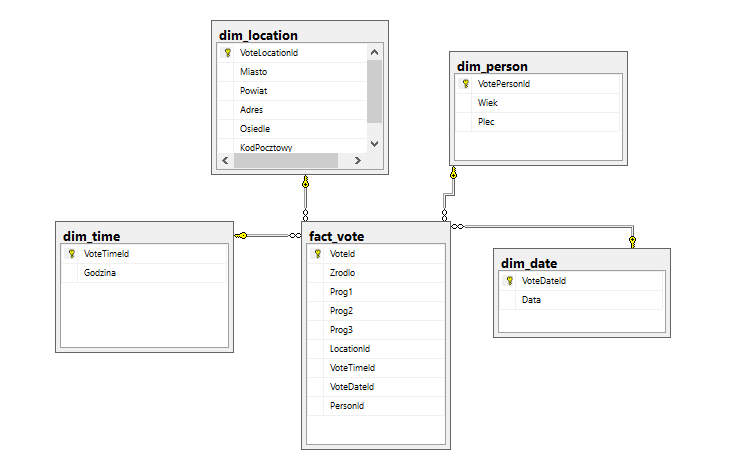 dim_location
VoteLocationId
Miasto
Powiat
Adres
Osiedle
KodPocztowy
dim_person
VotePersonId
Wiek
Plec
dim_time
VoteTimeId
Godzina
fact_vote
VoteId
Zrodlo
Prog1
Prog2
Prog3
LocationId
VoteTimeId
VoteDateId
PersonId
dim_date
VoteDateId
Data